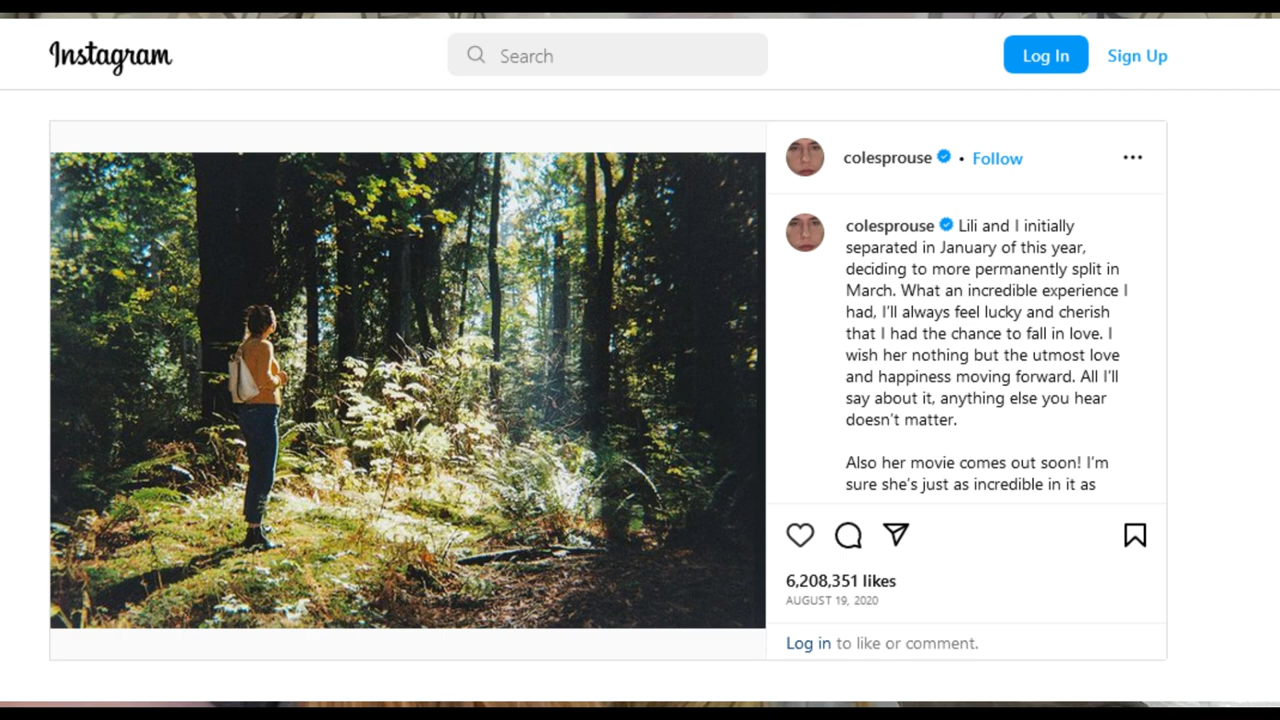 Instagram
Search
Log In
Sign Up
colesprouse • Follow
colesprouse Lili and I initially
separated in January of this year,
deciding to more permanently split in
March. What an incredible experience I
had, I’ll always feel lucky and cherish
that I had the chance to fall in love. I
wish her nothing but the utmost love
and happiness moving forward. All I’ll
say about it, anything else you hear
doesn’t matter.
Also her movie comes out soon! I’m
sure she’s just as incredible in it as
6,208,351 likes
AUGUST 19, 2020
Log in to like or comment.